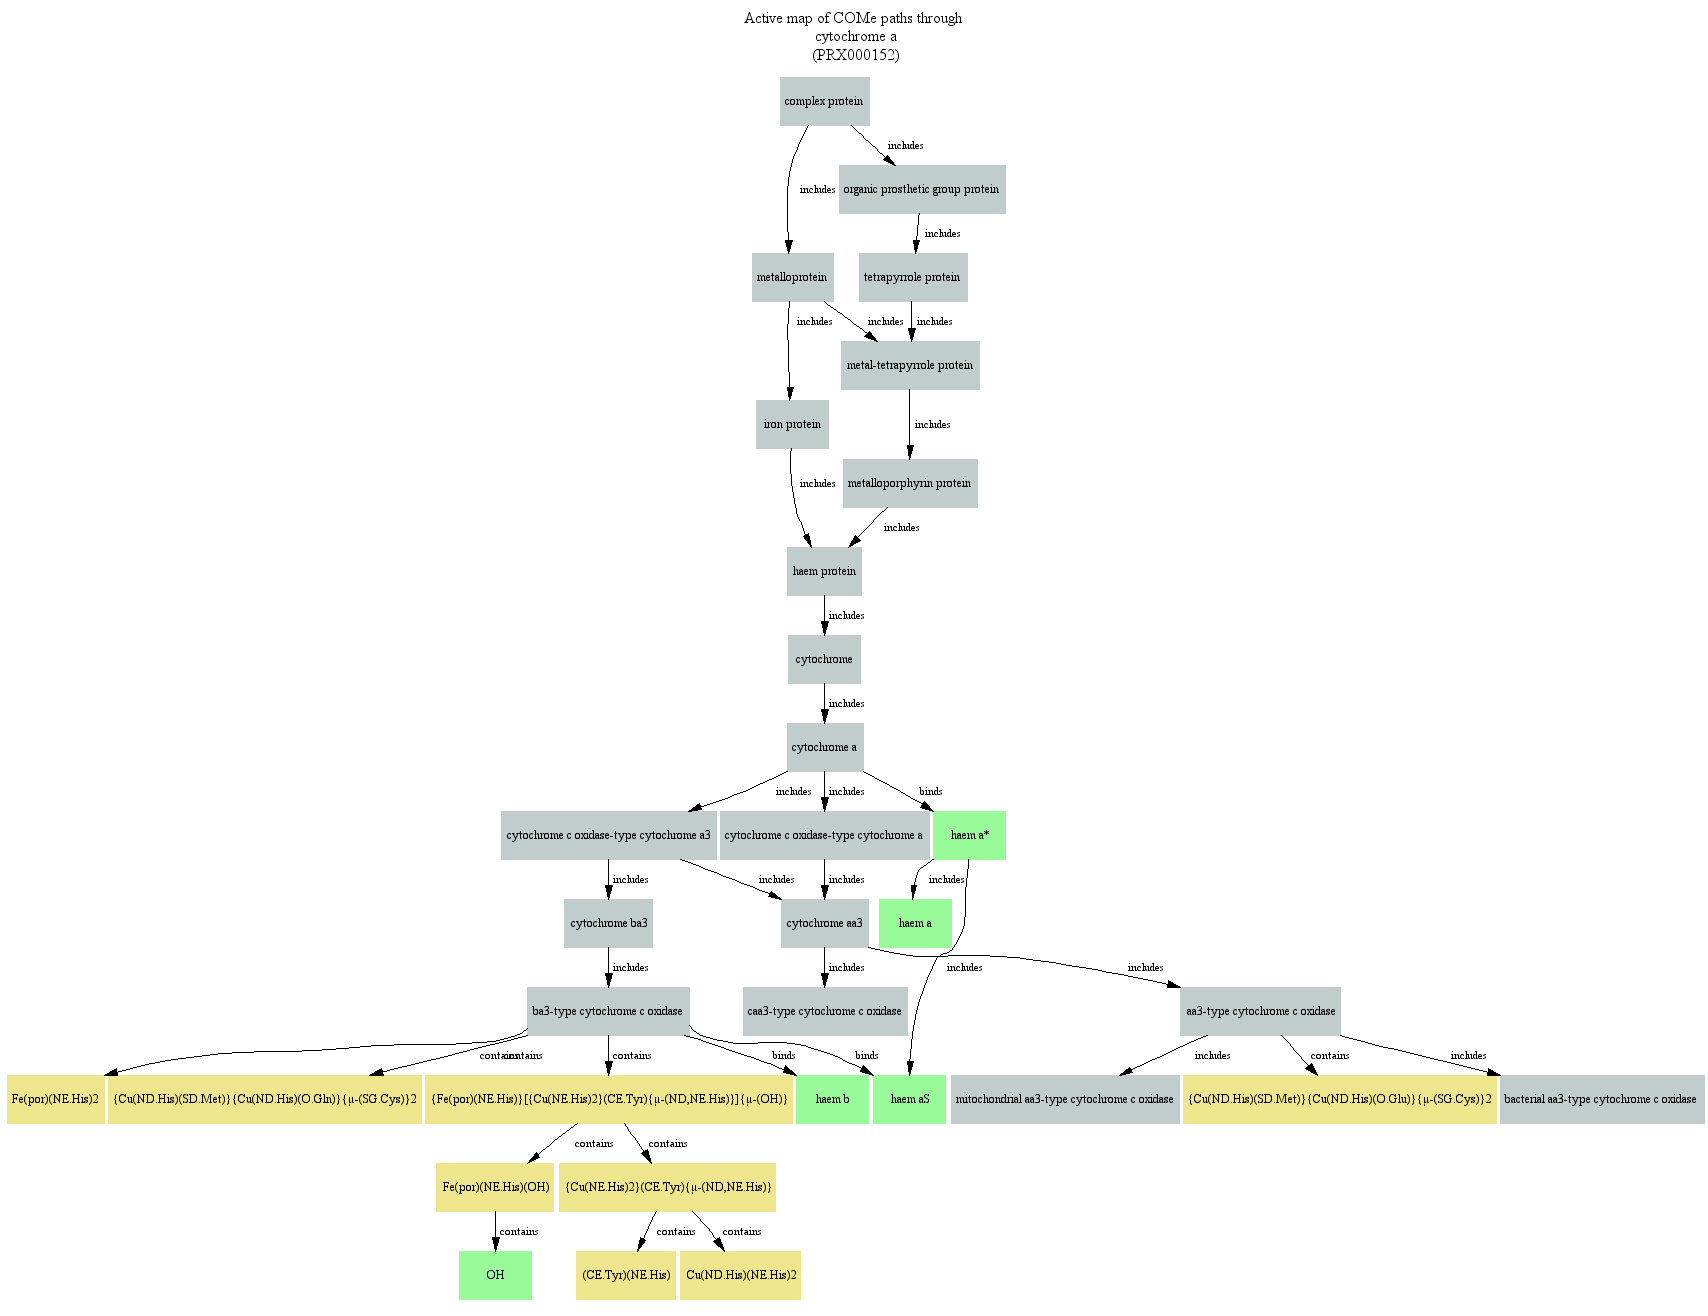 Active map of COMe paths through
cytochrome a
(PRX000152)
complex protein
includes
organic prosthetic group protein
includes
includes
metalloprotein
tetrapyrrole protein
includes
includes
includes
metal-tetrapyrrole protein
iron protein
includes
metalloporphyrin protein
includes
includes
haem protein
includes
cytochrome
includes
cytochrome a
includes
includes
binds
cytochrome c oxidase-type cytochrome a3
cytochrome c oxidase-type cytochrome a
haem a*
includes
includes
includes
includes
cytochrome ba3
cytochrome aa3
haem a
includes
includes
includes
includes
ba3-type cytochrome c oxidase
caa3-type cytochrome c oxidase
aa3-type cytochrome c oxidase
contains
contains
contains
binds
binds
includes
contains
includes
Fe(por)(NE.His)2
{Cu(ND.His)(SD.Met)}{Cu(ND.His)(O.Gln)}{μ-(SG.Cys)}2
{Fe(por)(NE.His)}[{Cu(NE.His)2}(CE.Tyr){μ-(ND,NE.His)}]{μ-(OH)}
haem b
haem aS
mitochondrial aa3-type cytochrome c oxidase
{Cu(ND.His)(SD.Met)}{Cu(ND.His)(O.Glu)}{μ-(SG.Cys)}2
bacterial aa3-type cytochrome c oxidase
contains
contains
Fe(por)(NE.His)(OH)
{Cu(NE.His)2}(CE.Tyr){μ-(ND,NE.His)}
contains
contains
contains
OH
(CE.Tyr)(NE.His)
Cu(ND.His)(NE.His)2